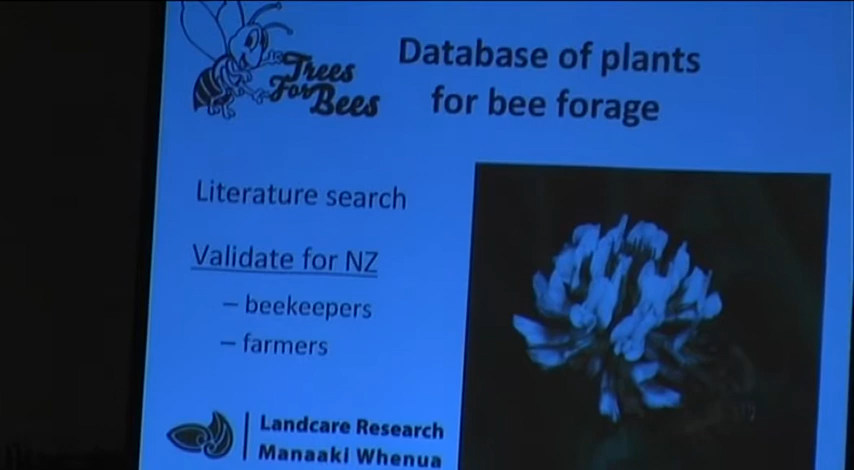 Trees
For Bees
Database of plants
for bee forage
Literature search
Validate for NZ
– beekeepers
– farmers
Landcare Research
Manaaki Whenua